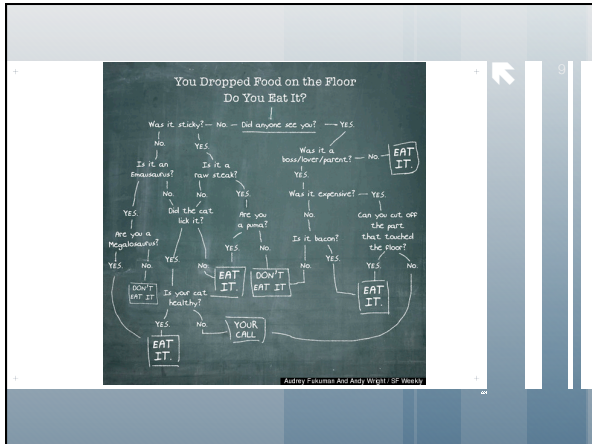 9
You Dropped Food on the Floor
Do You Eat It?
Was it sticky? NO. Did anyone see you? YES.
NO. YES.
Was it a
boss/lover/parent? NO. EAT
IT.
YES.
Is it an
Emausaurus?
Is it a
raw steak?
Was it expensive? YES.
NO. NO. YES. NO.
Did the cat
lick it?
Are you
a puma?
Can you cut off
the part
that touched
the floor?
YES.
Is it bacon?
Are you a
Megalosaurus?
YES. NO. YES. NO. YES. NO. NO. YES. YES. NO.
DON'T
EAT IT
EAT
IT.
DON'T
EAT IT
EAT
IT.
Is your cat
healthy?
YES. NO. YOUR
CALL
EAT
IT.
Audrey Fukuman And Andy Wright / SF Weekly